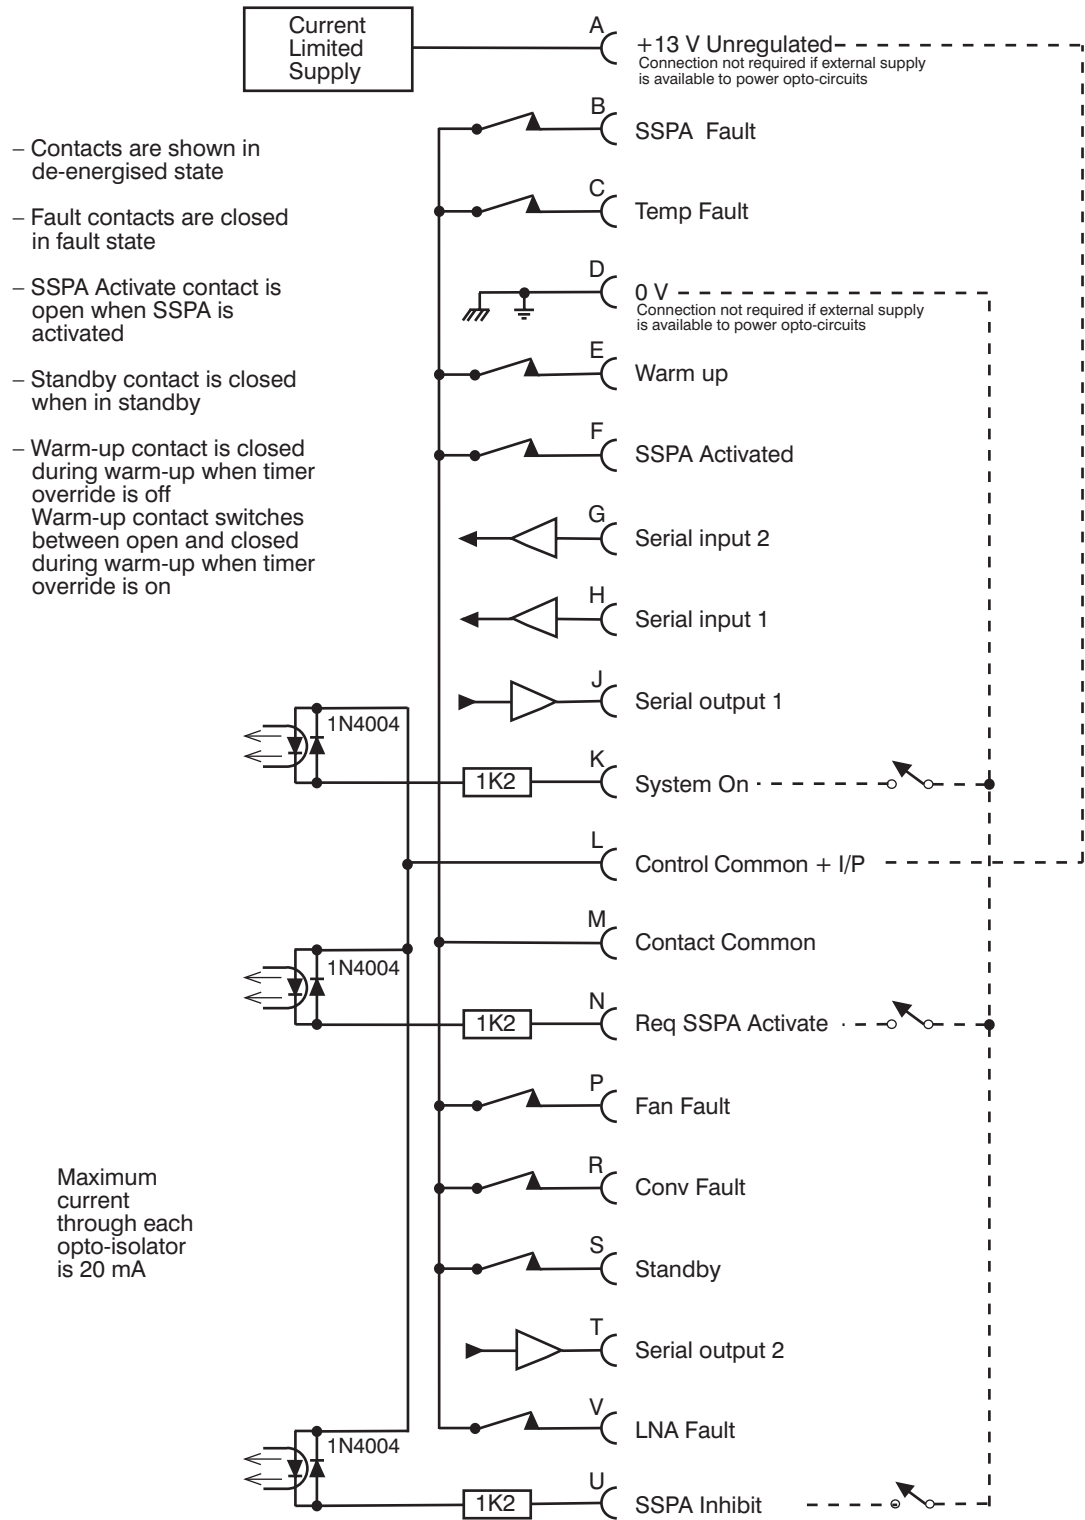 Current
Limited
Supply
A
+13 V Unregulated
Connection not required if external supply
is available to power opto-circuits
B
SSPA Fault
– Contacts are shown in
de-energised state
C
Temp Fault
– Fault contacts are closed
in fault state
D
0 V
Connection not required if external supply
is available to power opto-circuits
– SSPA Activate contact is
open when SSPA is
activated
E
Warm up
– Standby contact is closed
when in standby
F
SSPA Activated
– Warm-up contact is closed
during warm-up when timer
override is off
Warm-up contact switches
between open and closed
during warm-up when timer
override is on
G
Serial input 2
H
Serial input 1
J
Serial output 1
1N4004
K
1K2
System On
L
Control Common + I/P
M
Contact Common
1N4004
N
1K2
Req SSPA Activate
P
Fan Fault
R
Conv Fault
Maximum
current
through each
opto-isolator
is 20 mA
S
Standby
T
Serial output 2
V
LNA Fault
1N4004
U
1K2
SSPA Inhibit